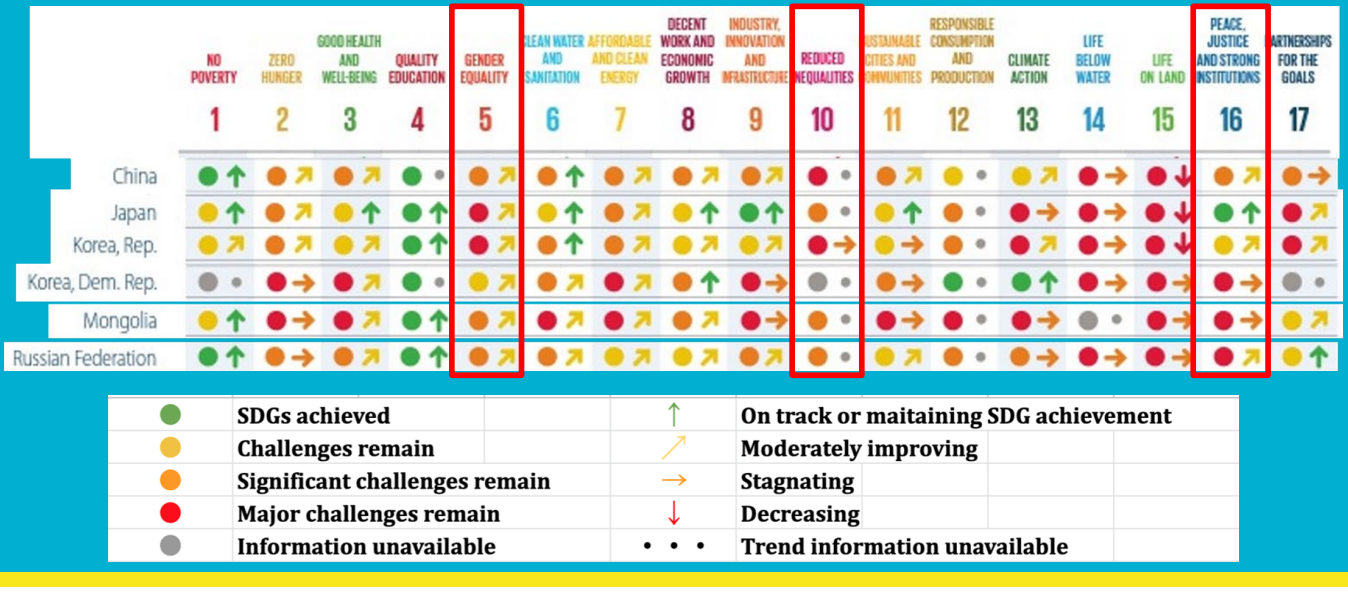 NO
POVERTY
1
ZERO
HUNGER
2
GOOD HEALTH
AND
WELL-BEING
3
QUALITY
EDUCATION
4
GENDER
EQUALITY
5
CLEAN WATER
AND
SANITATION
6
AFFORDABLE
AND CLEAN
ENERGY
7
DECENT
WORK AND
ECONOMIC
GROWTH
8
INDUSTRY,
INNOVATION
AND
INFRASTRUCTURE
9
REDUCED
INEQUALITIES
10
USTAINABLE
CITIES AND
OMMUNITIES
11
RESPONSIBLE
CONSUMPTION
AND
PRODUCTION
12
CLIMATE
ACTION
13
LIFE
BELOW
WATER
14
LIFE
ON LAND
15
PEACE,
JUSTICE
AND STRONG
INSTITUTIONS
16
ARTNERSHIPS
FOR THE
GOALS
17
China
Japan
Korea, Rep.
Korea, Dem. Rep.
Mongolia
Russian Federation
SDGs achieved
On track or maitaining SDG achievement
Challenges remain
Moderately improving
Significant challenges remain
Stagnating
Major challenges remain
Decreasing
Information unavailable
Trend information unavailable